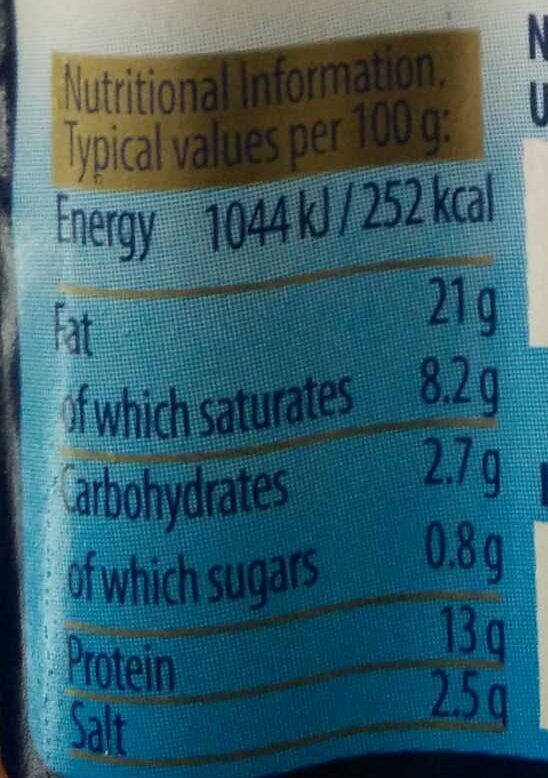 Nutritional Information.
Typical values per 100 g:
Energy 1044 kJ / 252 kcal
Fat 21 g
of which saturates 8.2 g
Carbohydrates 2.7 g
of which sugars 0.8 g
Protein 13 g
Salt 2.5 g